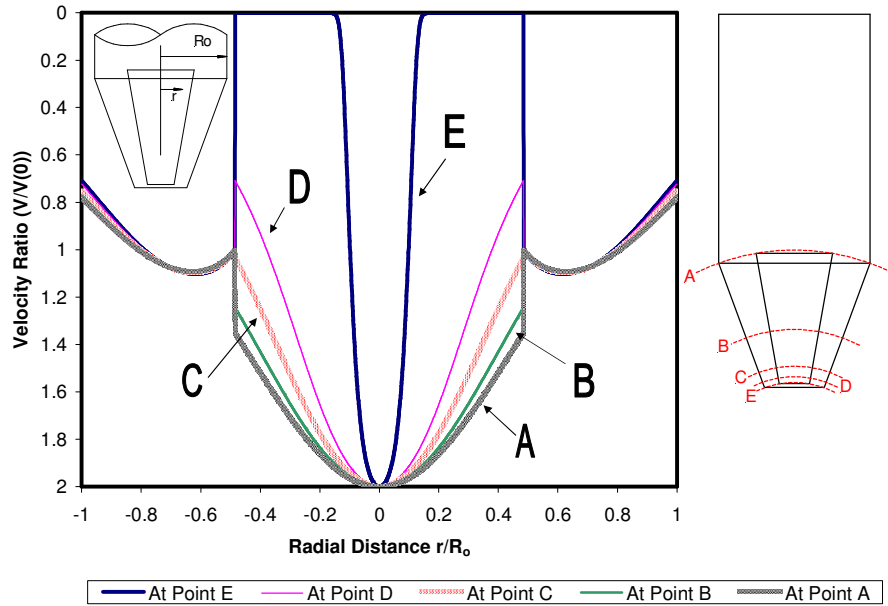 0
0.2
0.4
0.6
0.8
1
1.2
1.4
1.6
1.8
2
Velocity Ratio (V/V(0))
-1 -0.8 -0.6 -0.4 -0.2 0 0.2 0.4 0.6 0.8 1
Radial Distance r/Ro
Ro
r
E
D
C
B
A
A
B
C
D
E
At Point E At Point D At Point C At Point B At Point A